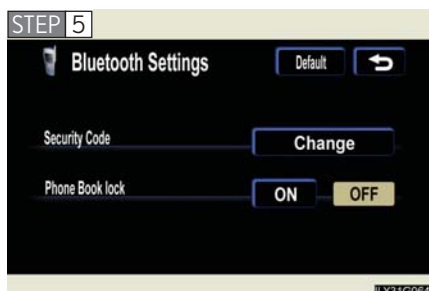 STEP 5
Bluetooth Settings Default
Security Code Change
Phone Book lock ON OFF